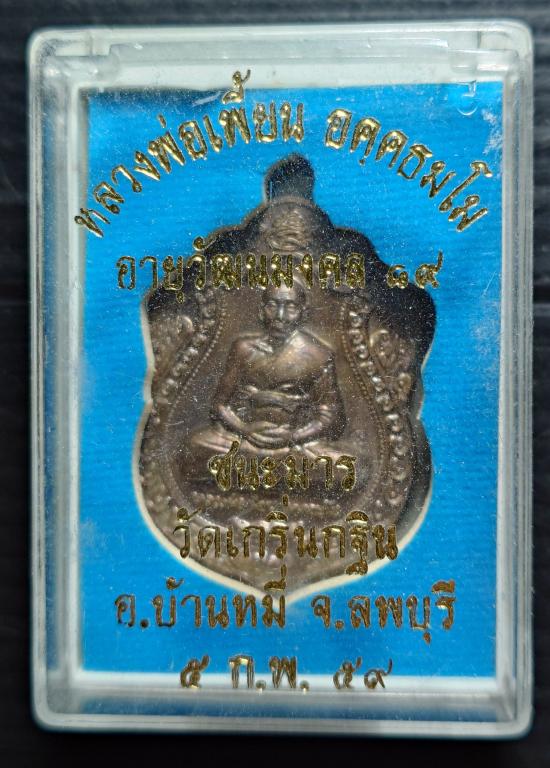 หลวงพ่อเพี้ยน อคฺคธมฺโม
อายุวัฒนมงคล ๘๙
ชนะมาร
วัดเกริ่นกฐิน
อ.บ้านหมี่ จ.ลพบุรี
๕ ก.พ. ๕๙